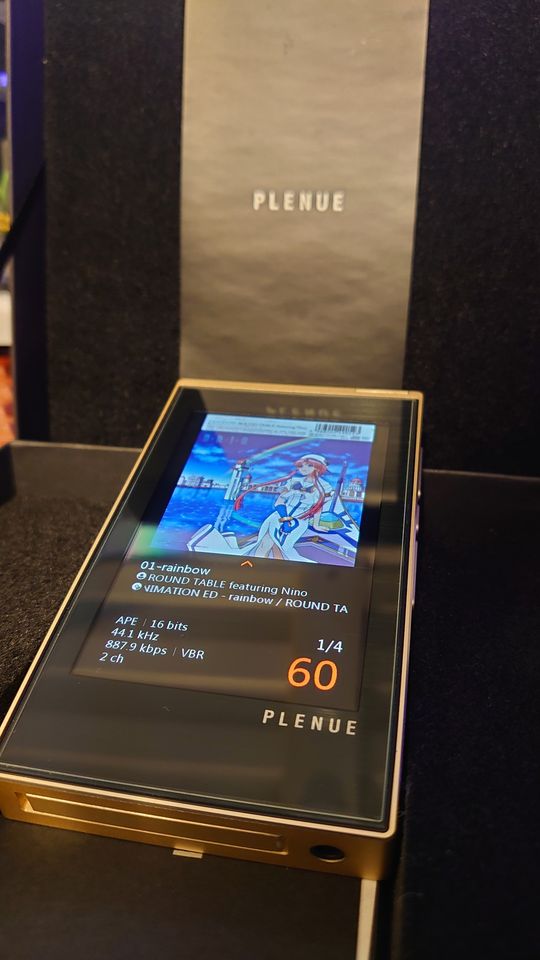 PLENUE
01-rainbow
ROUND TABLE featuring Nino
NIMATION ED - rainbow / ROUND TA
APE | 16 bits
44.1 kHz
887.9 kbps | VBR
2 ch
1/4
60
PLENUE